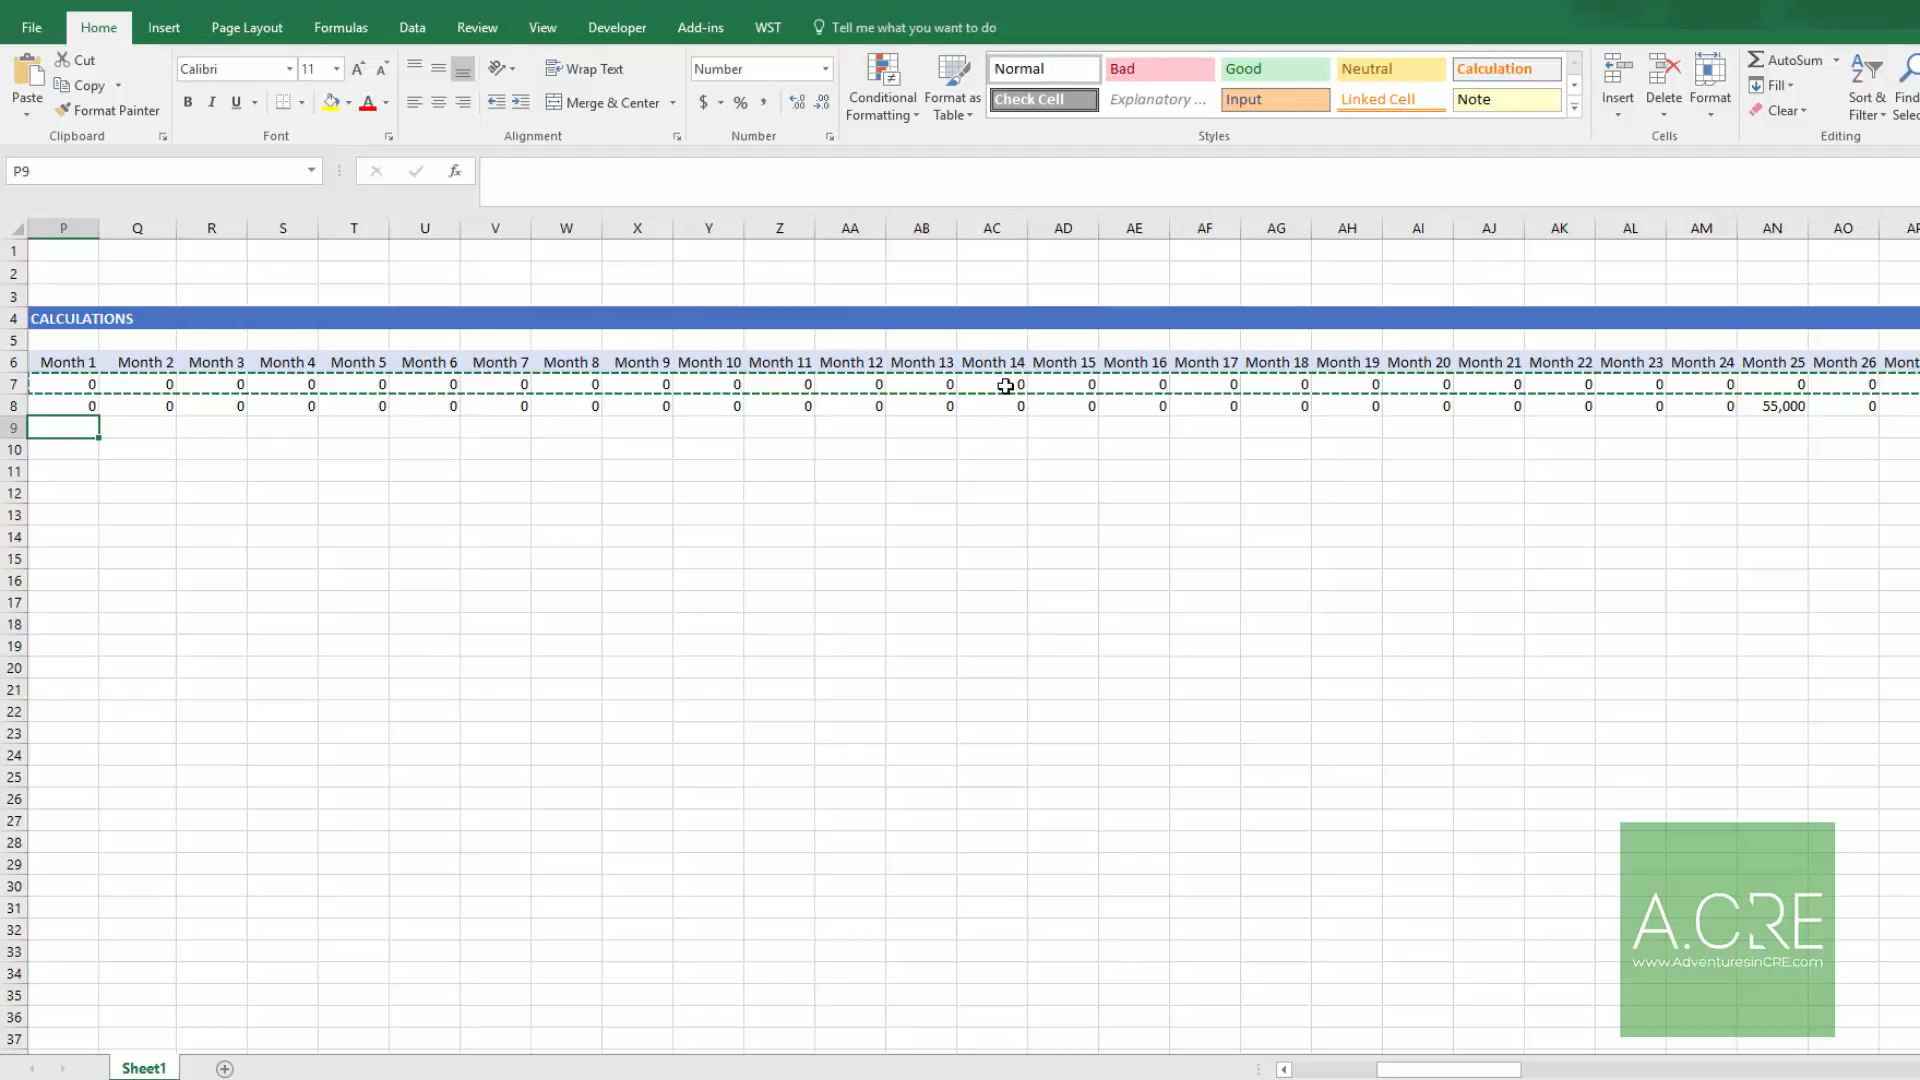 File Home Insert Page Layout Formulas Data Review View Developer Add-ins WST Tell me what you want to do
Paste
Cut
Copy
Format Painter
Clipboard
Calibri 11 A A
B I U A
Font
Wrap Text
Merge & Center
Alignment
Number
$ % ,
Number
Conditional Formatting
Format as Table
Normal Bad Good Neutral Calculation
Check Cell Explanatory ... Input Linked Cell Note
Styles
Insert Delete Format
Cells
AutoSum
Fill
Clear
Sort & Filter
Editing
P9 fx
P Q R S T U V W X Y Z AA AB AC AD AE AF AG AH AI AJ AK AL AM AN AO
1
2
3
4 CALCULATIONS
5
6 Month 1 Month 2 Month 3 Month 4 Month 5 Month 6 Month 7 Month 8 Month 9 Month 10 Month 11 Month 12 Month 13 Month 14 Month 15 Month 16 Month 17 Month 18 Month 19 Month 20 Month 21 Month 22 Month 23 Month 24 Month 25 Month 26
7 0 0 0 0 0 0 0 0 0 0 0 0 0 0 0 0 0 0 0 0 0 0 0 0 0 0
8 0 0 0 0 0 0 0 0 0 0 0 0 0 0 0 0 0 0 0 0 0 0 0 0 55,000 0
9
10
11
12
13
14
15
16
17
18
19
20
21
22
23
24
25
26
27
28
29
30
31
32
33
34
35
36
37
A.CRE
www.AdventuresinCRE.com
Sheet1